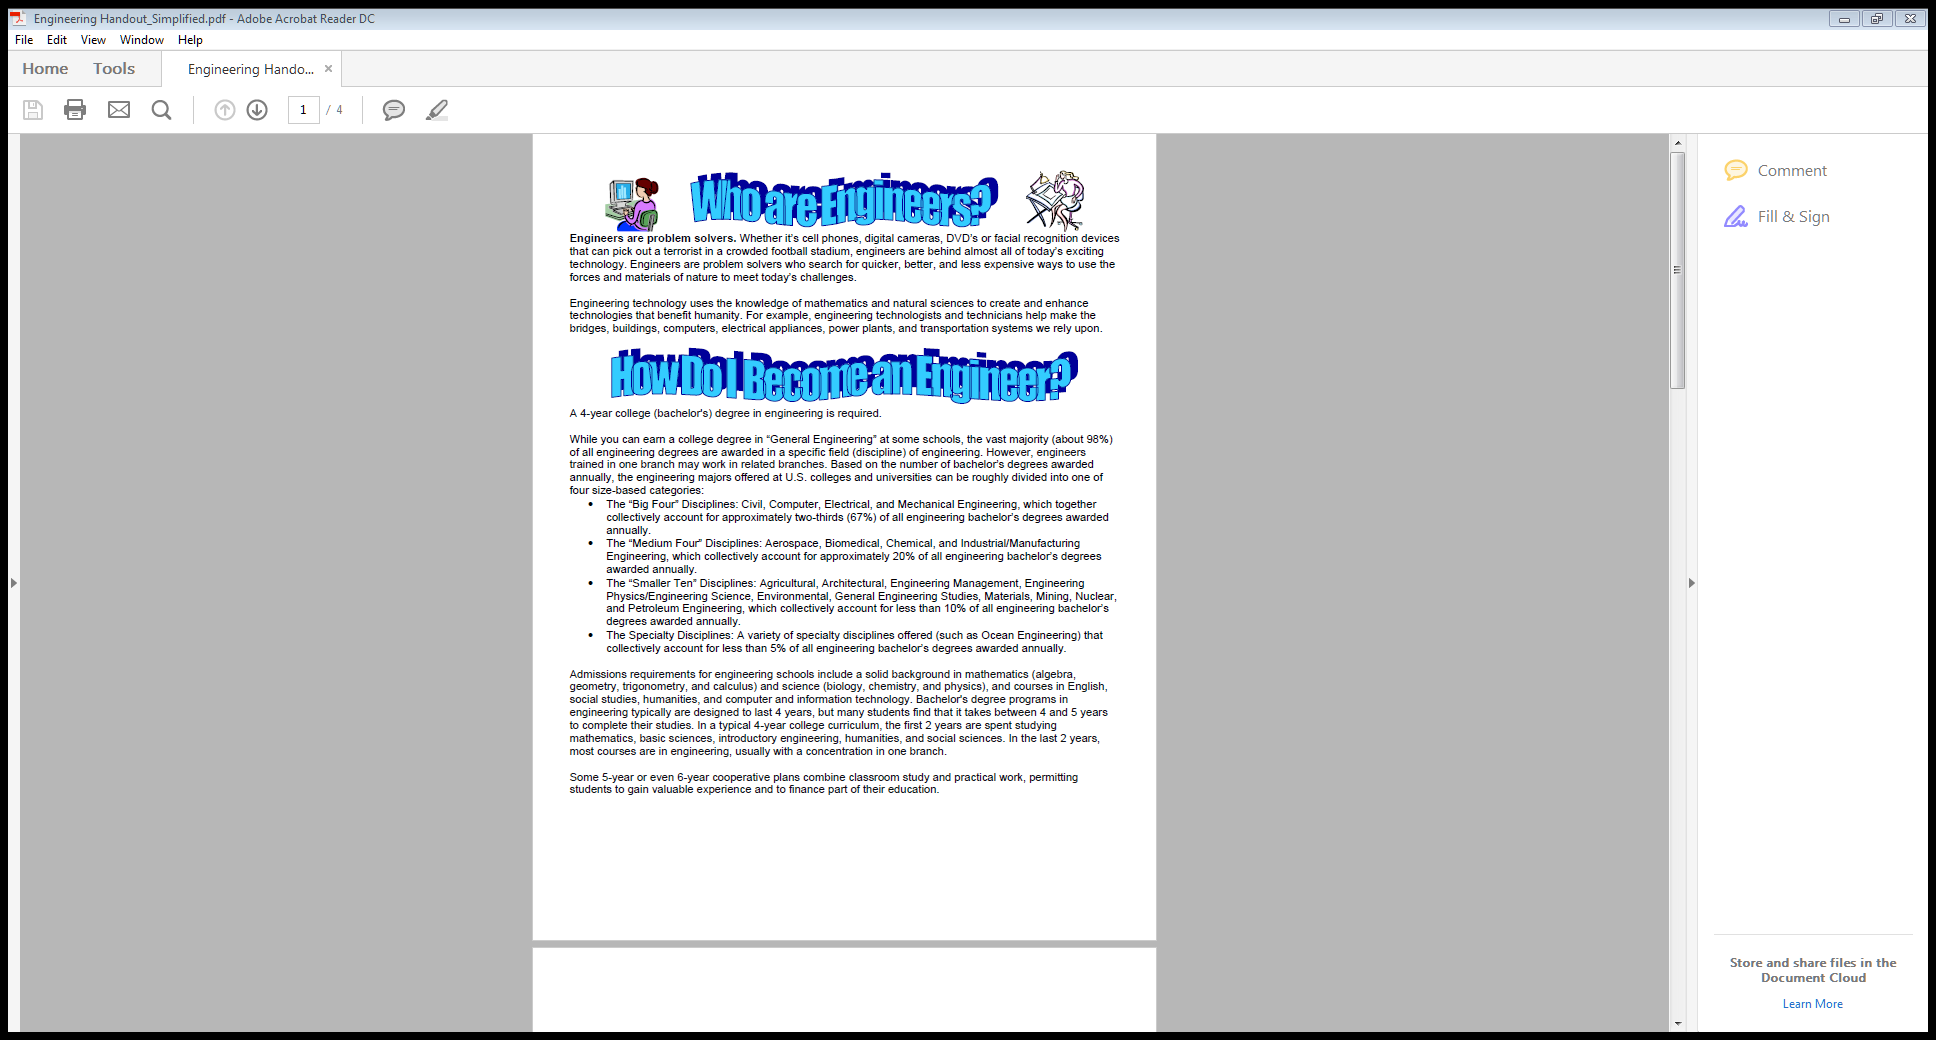 Engineering Handout_Simplified.pdf - Adobe Acrobat Reader DC
File Edit View Window Help
Home Tools Engineering Hando... ×
1 / 4
Comment
Fill & Sign
Who are Engineers?
Engineers are problem solvers. Whether it's cell phones, digital cameras, DVD's or facial recognition devices
that can pick out a terrorist in a crowded football stadium, engineers are behind almost all of today's exciting
technology. Engineers are problem solvers who search for quicker, better, and less expensive ways to use the
forces and materials of nature to meet today's challenges.
Engineering technology uses the knowledge of mathematics and natural sciences to create and enhance
technologies that benefit humanity. For example, engineering technologists and technicians help make the
bridges, buildings, computers, electrical appliances, power plants, and transportation systems we rely upon.
How Do I Become an Engineer?
A 4-year college (bachelor's) degree in engineering is required.
While you can earn a college degree in “General Engineering” at some schools, the vast majority (about 98%)
of all engineering degrees are awarded in a specific field (discipline) of engineering. However, engineers
trained in one branch may work in related branches. Based on the number of bachelor's degrees awarded
annually, the engineering majors offered at U.S. colleges and universities can be roughly divided into one of
four size-based categories:
• The “Big Four” Disciplines: Civil, Computer, Electrical, and Mechanical Engineering, which together
collectively account for approximately two-thirds (67%) of all engineering bachelor's degrees awarded
annually.
• The “Medium Four” Disciplines: Aerospace, Biomedical, Chemical, and Industrial/Manufacturing
Engineering, which collectively account for approximately 20% of all engineering bachelor's degrees
awarded annually.
• The “Smaller Ten” Disciplines: Agricultural, Architectural, Engineering Management, Engineering
Physics/Engineering Science, Environmental, General Engineering Studies, Materials, Mining, Nuclear,
and Petroleum Engineering, which collectively account for less than 10% of all engineering bachelor's
degrees awarded annually.
• The Specialty Disciplines: A variety of specialty disciplines offered (such as Ocean Engineering) that
collectively account for less than 5% of all engineering bachelor's degrees awarded annually.
Admissions requirements for engineering schools include a solid background in mathematics (algebra,
geometry, trigonometry, and calculus) and science (biology, chemistry, and physics), and courses in English,
social studies, humanities, and computer and information technology. Bachelor's degree programs in
engineering typically are designed to last 4 years, but many students find that it takes between 4 and 5 years
to complete their studies. In a typical 4-year college curriculum, the first 2 years are spent studying
mathematics, basic sciences, introductory engineering, humanities, and social sciences. In the last 2 years,
most courses are in engineering, usually with a concentration in one branch.
Some 5-year or even 6-year cooperative plans combine classroom study and practical work, permitting
students to gain valuable experience and to finance part of their education.
Store and share files in the
Document Cloud
Learn More